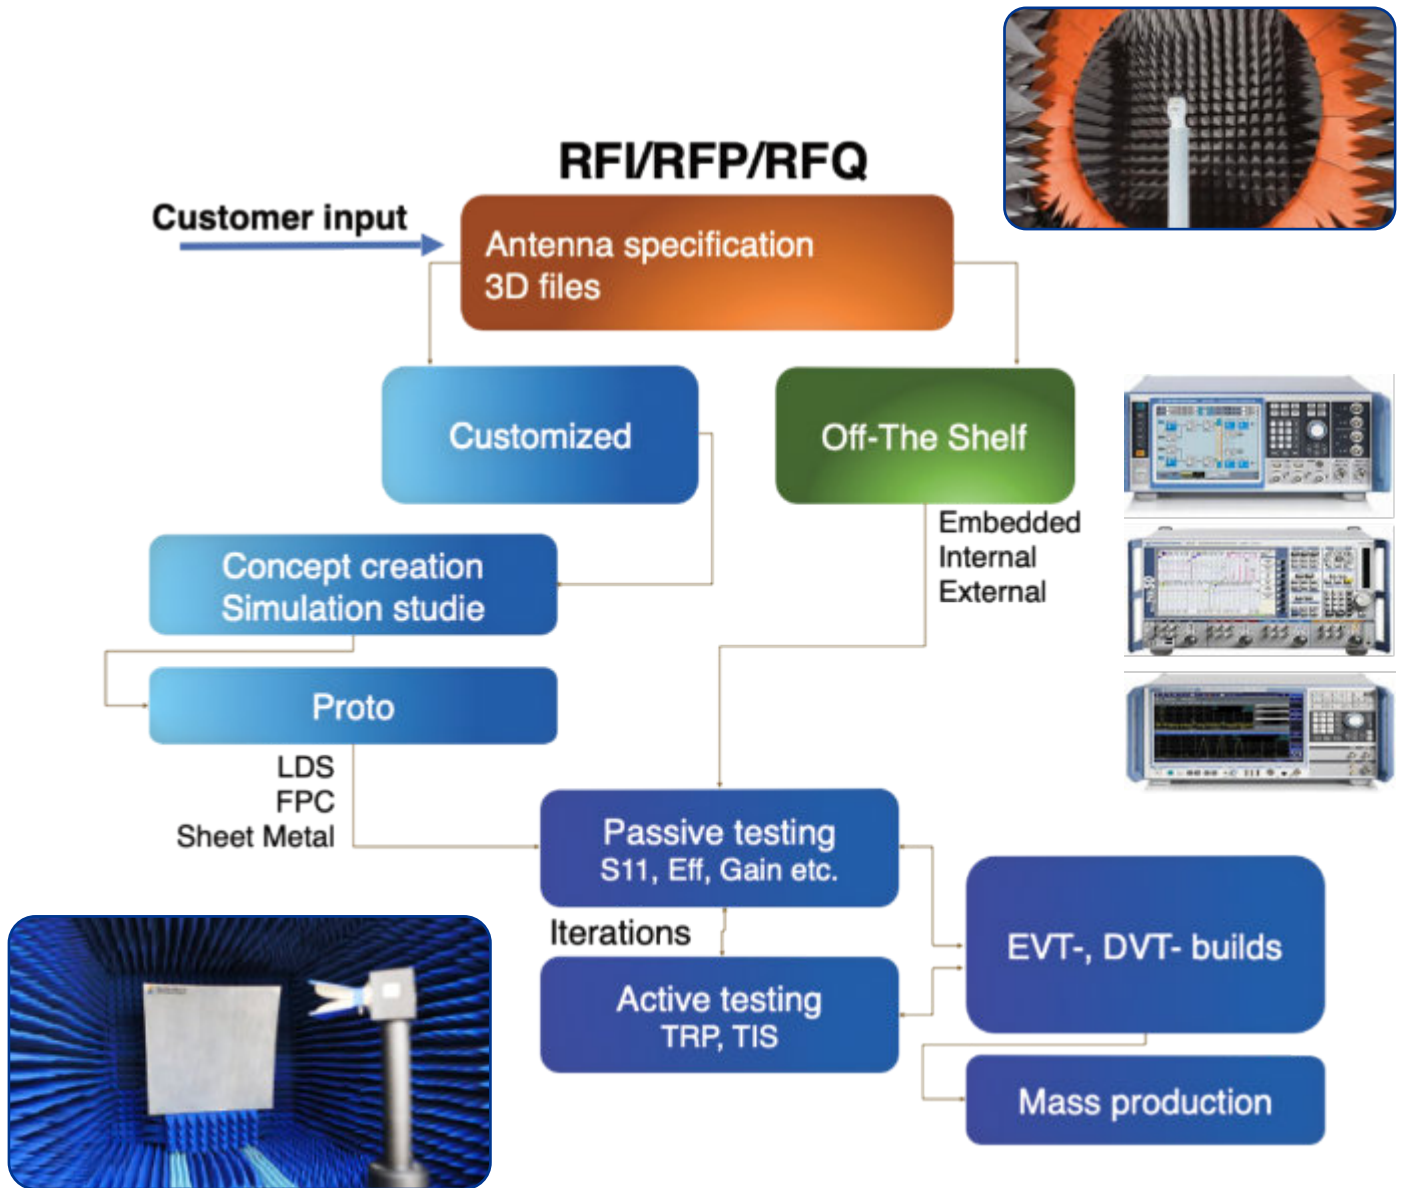 RFI/RFP/RFQ
Customer input
Antenna specification
3D files
Customized
Off-The Shelf
Embedded
Internal
External
Concept creation
Simulation studie
Proto
LDS
FPC
Sheet Metal
Passive testing
S11, Eff, Gain etc.
Iterations
Active testing
TRP, TIS
EVT-, DVT- builds
Mass production